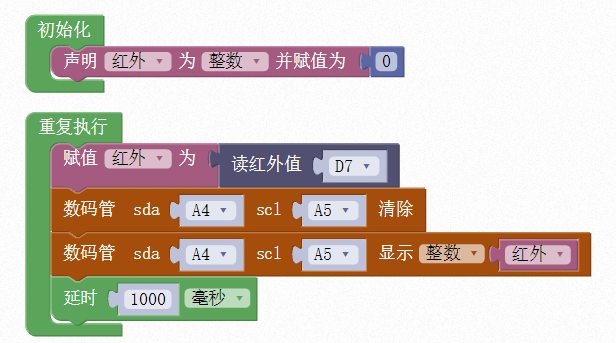 初始化
声明 红外 为 整数 并赋值为 0
重复执行
赋值 红外 为 读红外值 D7
数码管 sda A4 scl A5 清除
数码管 sda A4 scl A5 显示 整数 红外
延时 1000 毫秒